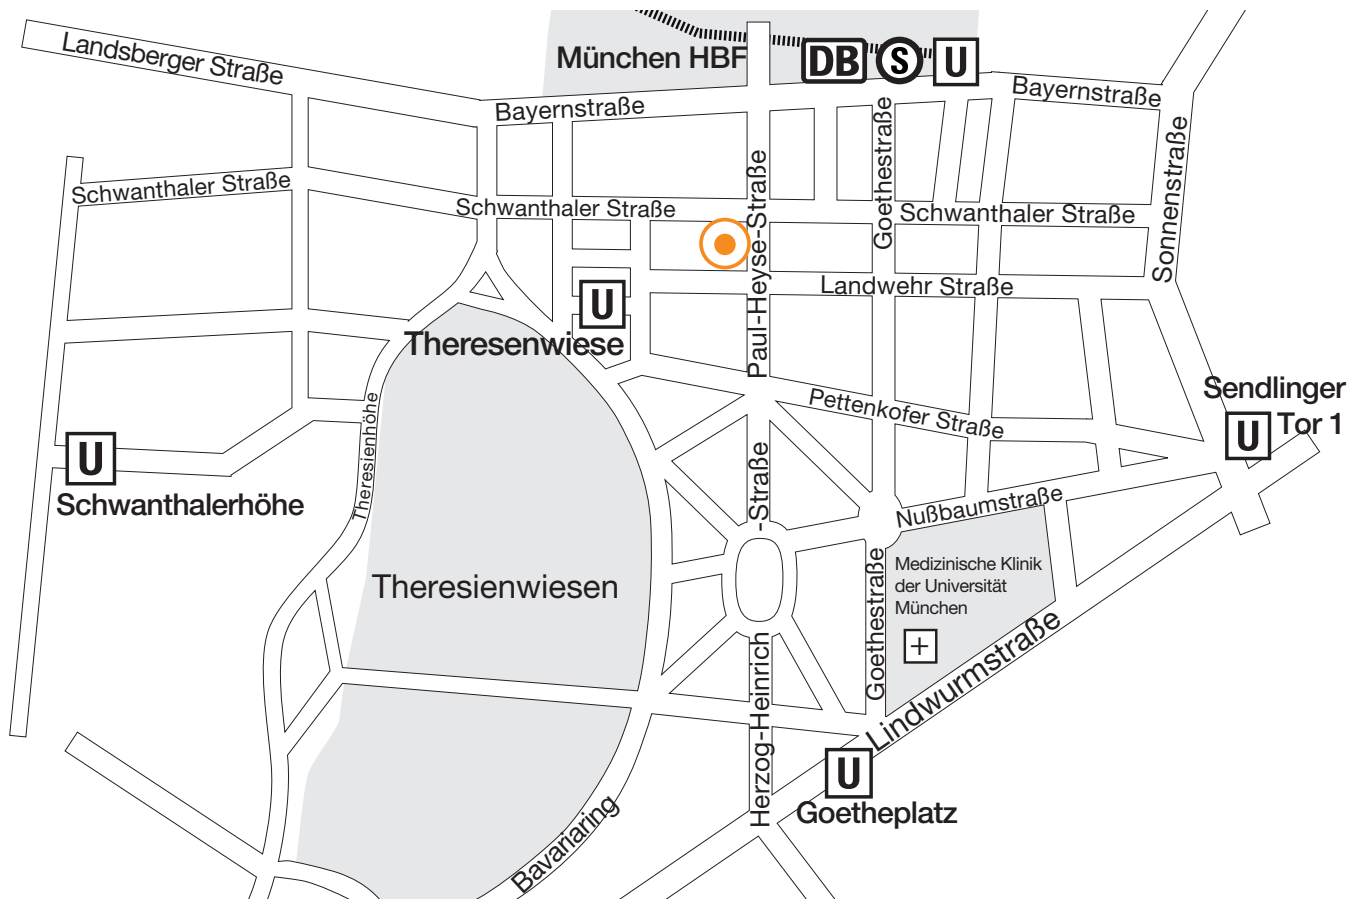 Landsberger Straße
München HBF
DB
S
U
Bayernstraße
Bayernstraße
Schwanthaler Straße
Schwanthaler Straße
Schwanthaler Straße
Paul-Heyse-Straße
Goethestraße
Sonnenstraße
Landwehr Straße
U
Theresenwiese
Theresienhöhe
Pettenkofer Straße
Sendlinger
U
Tor 1
U
Schwanthalerhöhe
-Straße
Nußbaumstraße
Theresienwiesen
Goethestraße
Medizinische Klinik
der Universität
München
Herzog-Heinrich
Lindwurmstraße
U
Goetheplatz
Bavariaring